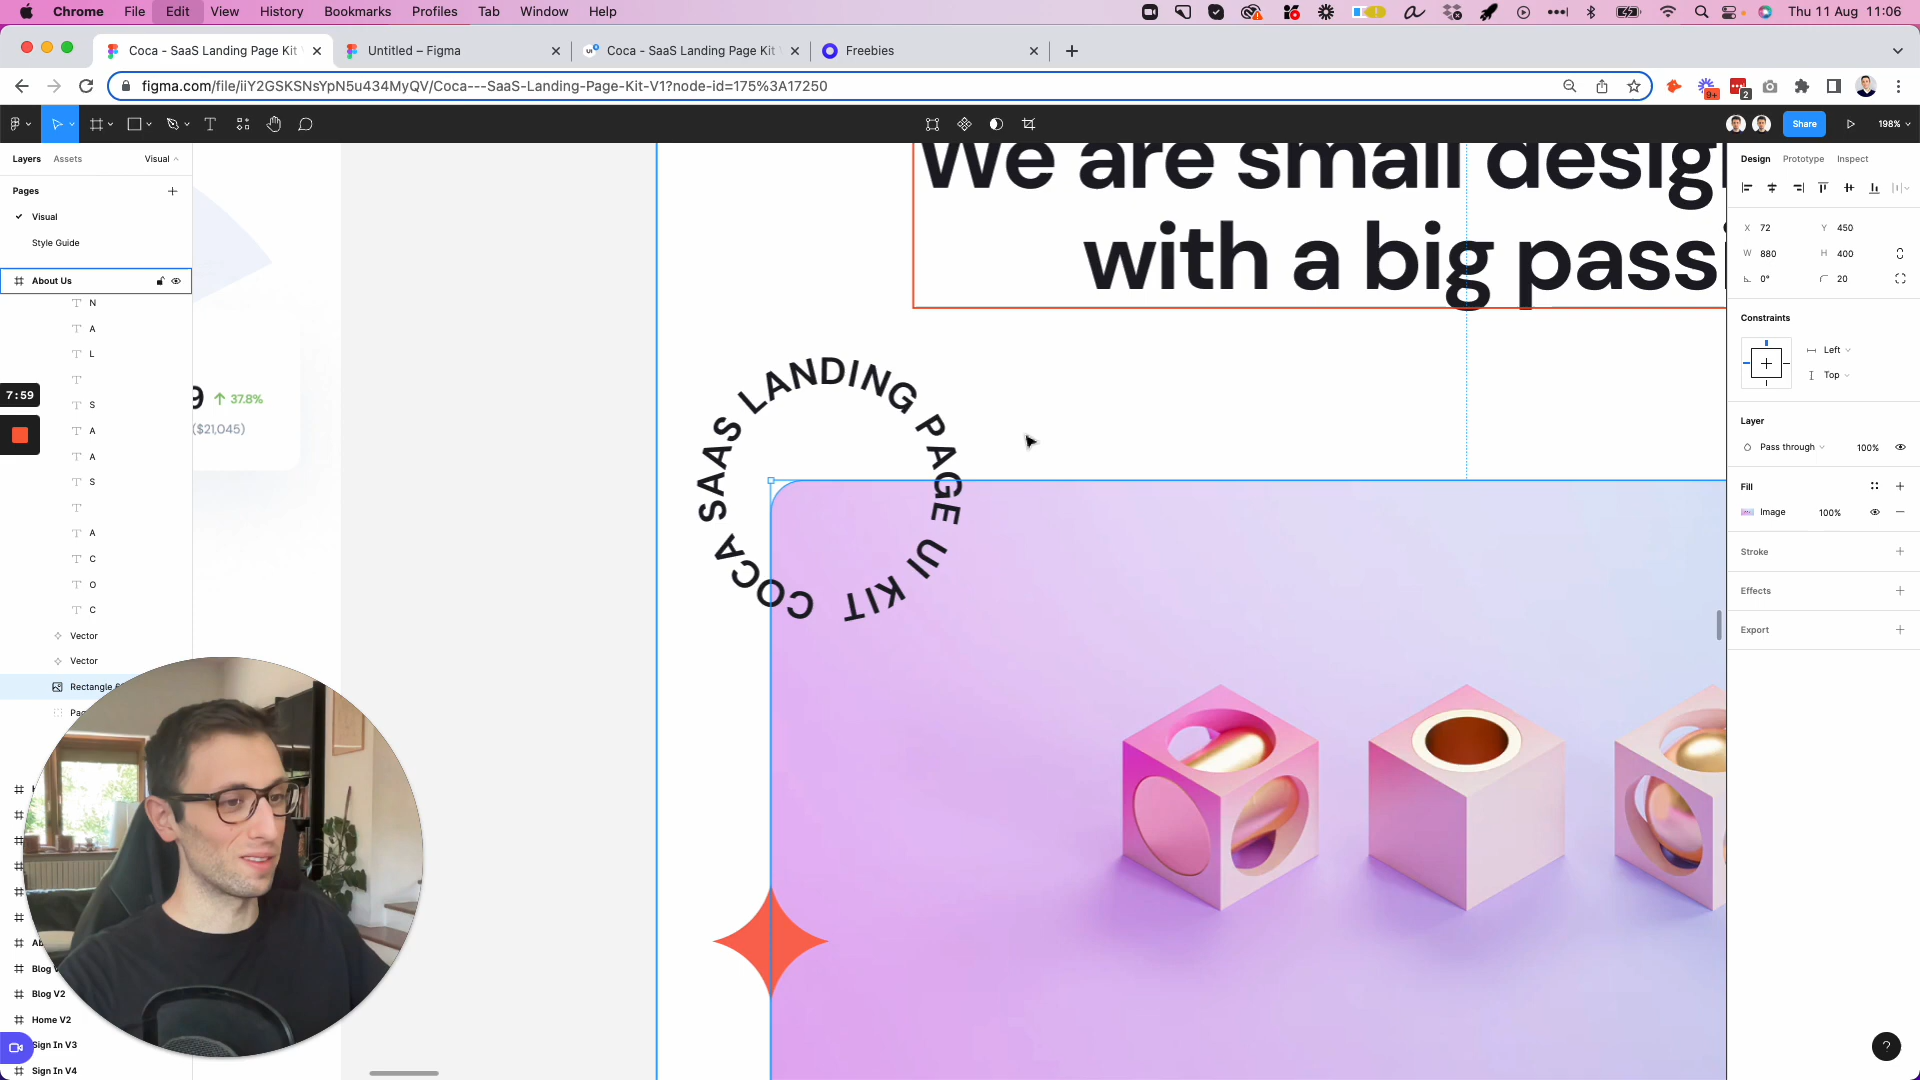 Chrome File Edit View History Bookmarks Profiles Tab Window Help
Thu 11 Aug 11:06
Coca - SaaS Landing Page Kit
Untitled – Figma
Coca - SaaS Landing Page Kit
Freebies
figma.com/file/iiY2GSKSNsYpN5u434MyQV/Coca---SaaS-Landing-Page-Kit-V1?node-id=175%3A17250
9+
2
Share
198%
Layers Assets Visual
Pages
Visual
Style Guide
About Us
N
A
L
S
A
A
S
A
C
O
C
Vector
Vector
Rectangle
Blog V2
Home V2
Sign In V3
Sign In V4
7:59
9 37.8%
($21,045)
We are small desig
with a big passi
COCA SAAS LANDING PAGE UI KIT
Design Prototype Inspect
X 72 Y 450
W 880 H 400
0° 20
Constraints
Left
Top
Layer
Pass through 100%
Fill
Image 100%
Stroke
Effects
Export
?